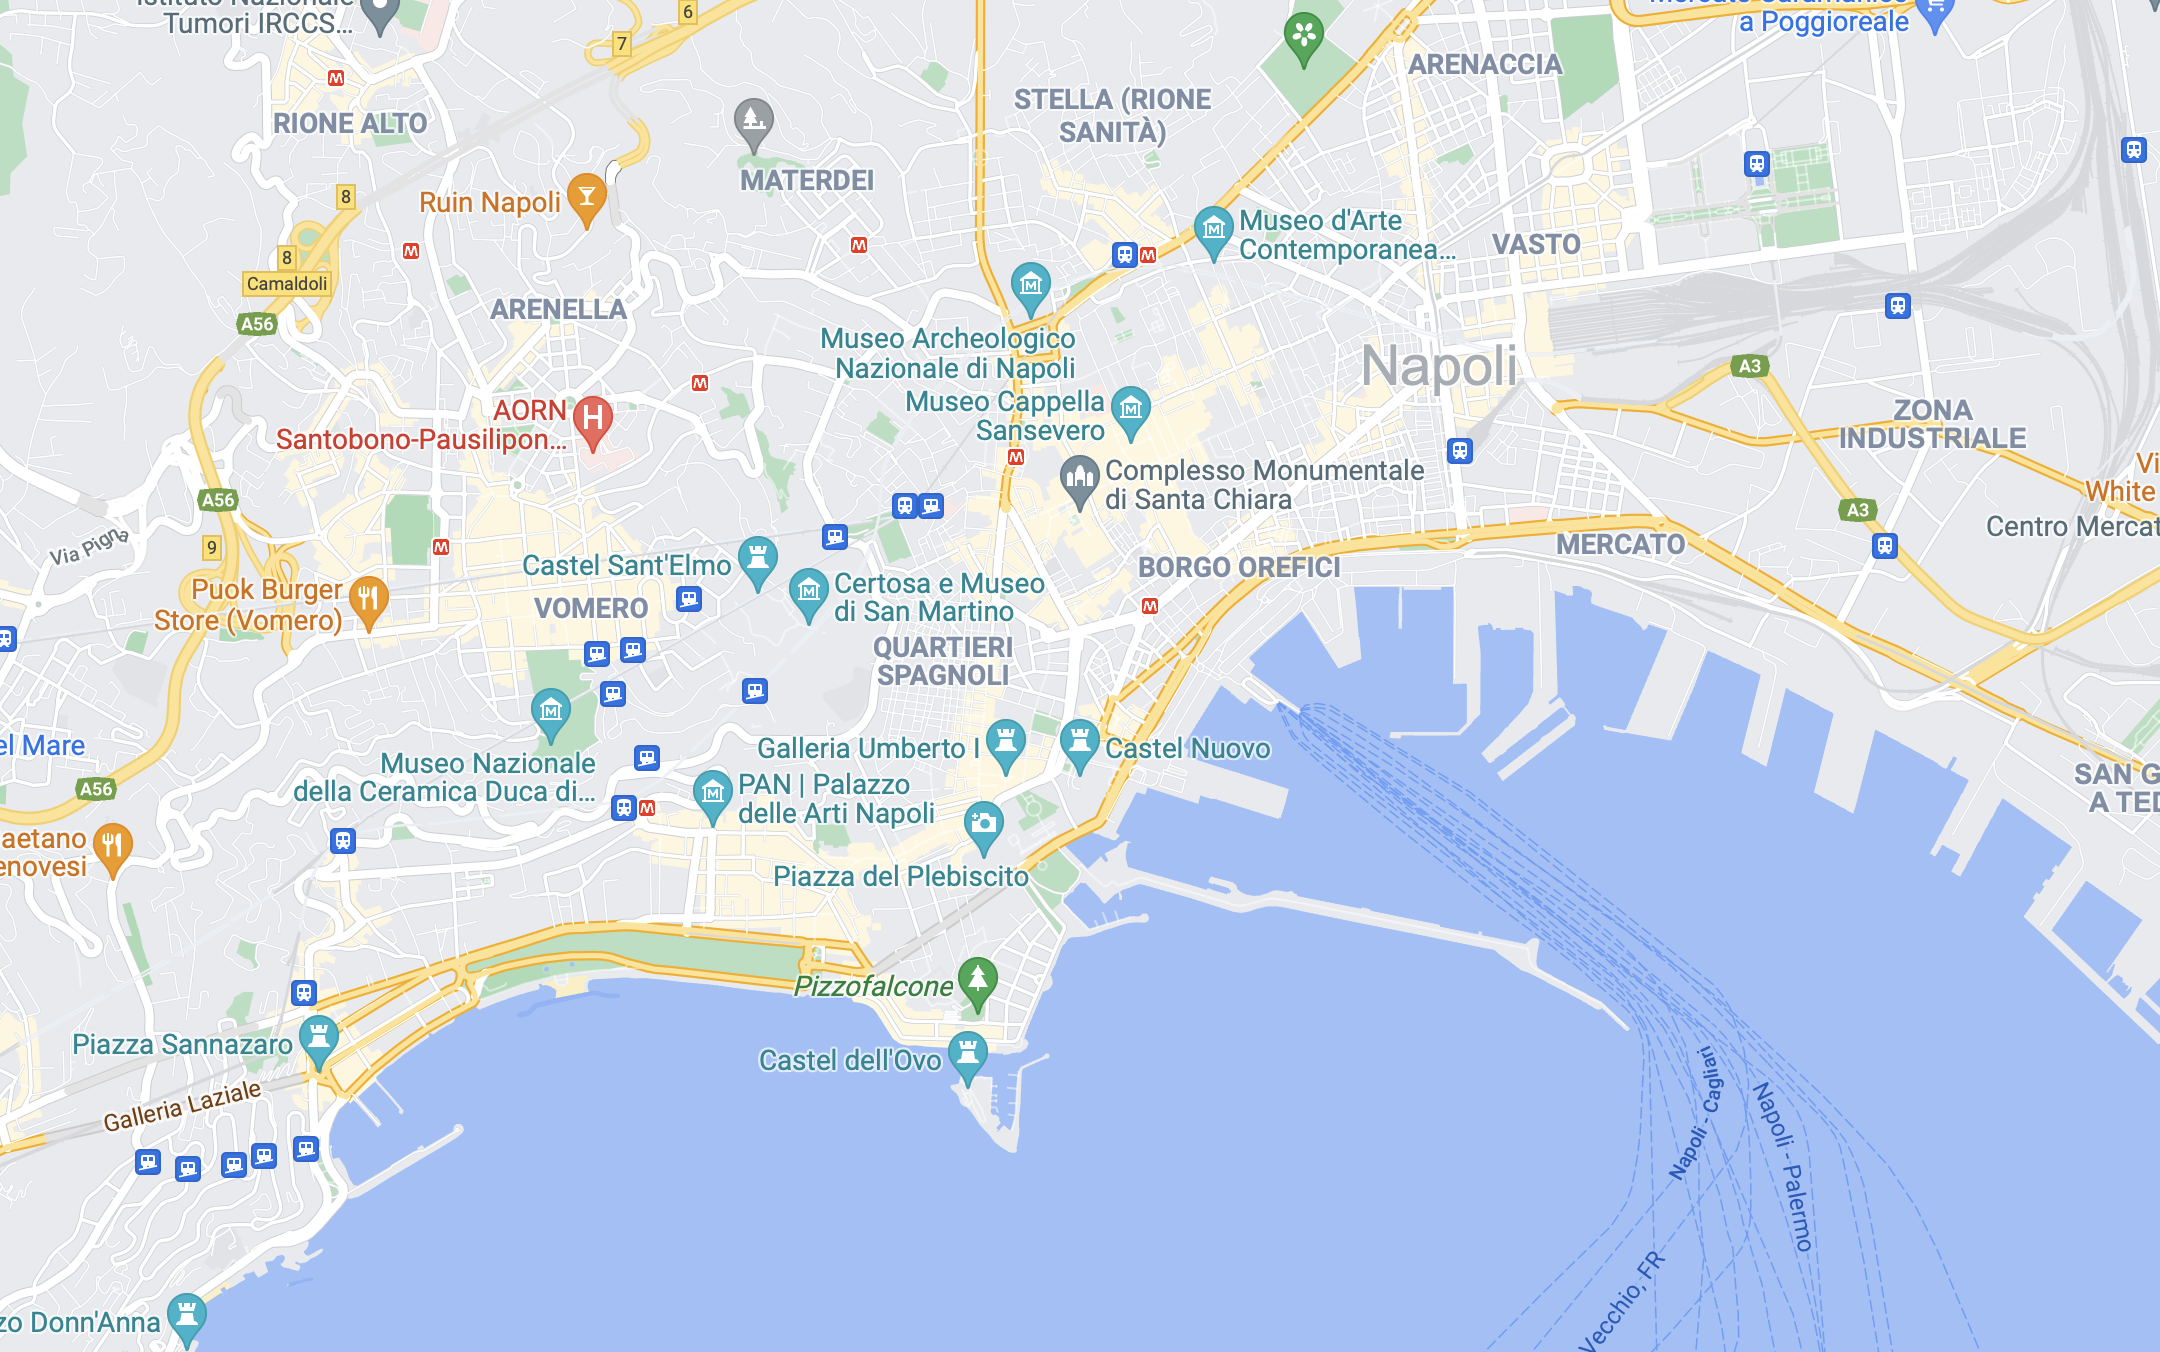 Istituto Nazionale
Tumori IRCCS...
6
7
a Poggioreale
ARENACCIA
STELLA (RIONE
SANITÀ)
M
RIONE ALTO
MATERDEI
8
Ruin Napoli
Museo d'Arte
Contemporanea...
VASTO
M
M
M
8
Camaldoli
A56
ARENELLA
Museo Archeologico
Nazionale di Napoli
Napoli
A3
M
Museo Cappella
Sansevero
ZONA
INDUSTRIALE
AORN
Santobono-Pausilipon...
H
M
Complesso Monumentale
di Santa Chiara
Vi
White
A56
A3
Centro Mercat
Via Pigna
9
M
MERCATO
BORGO OREFICI
Castel Sant'Elmo
Certosa e Museo
di San Martino
Puok Burger
Store (Vomero)
VOMERO
M
QUARTIERI
SPAGNOLI
el Mare
Museo Nazionale
della Ceramica Duca di...
Galleria Umberto I
Castel Nuovo
A56
PAN | Palazzo
delle Arti Napoli
M
SAN G
A TED
aetano
enovesi
Piazza del Plebiscito
Pizzofalcone
Piazza Sannazaro
Castel dell'Ovo
Galleria Laziale
Napoli - Cagliari
Napoli - Palermo
Vecchio, FR
zo Donn'Anna